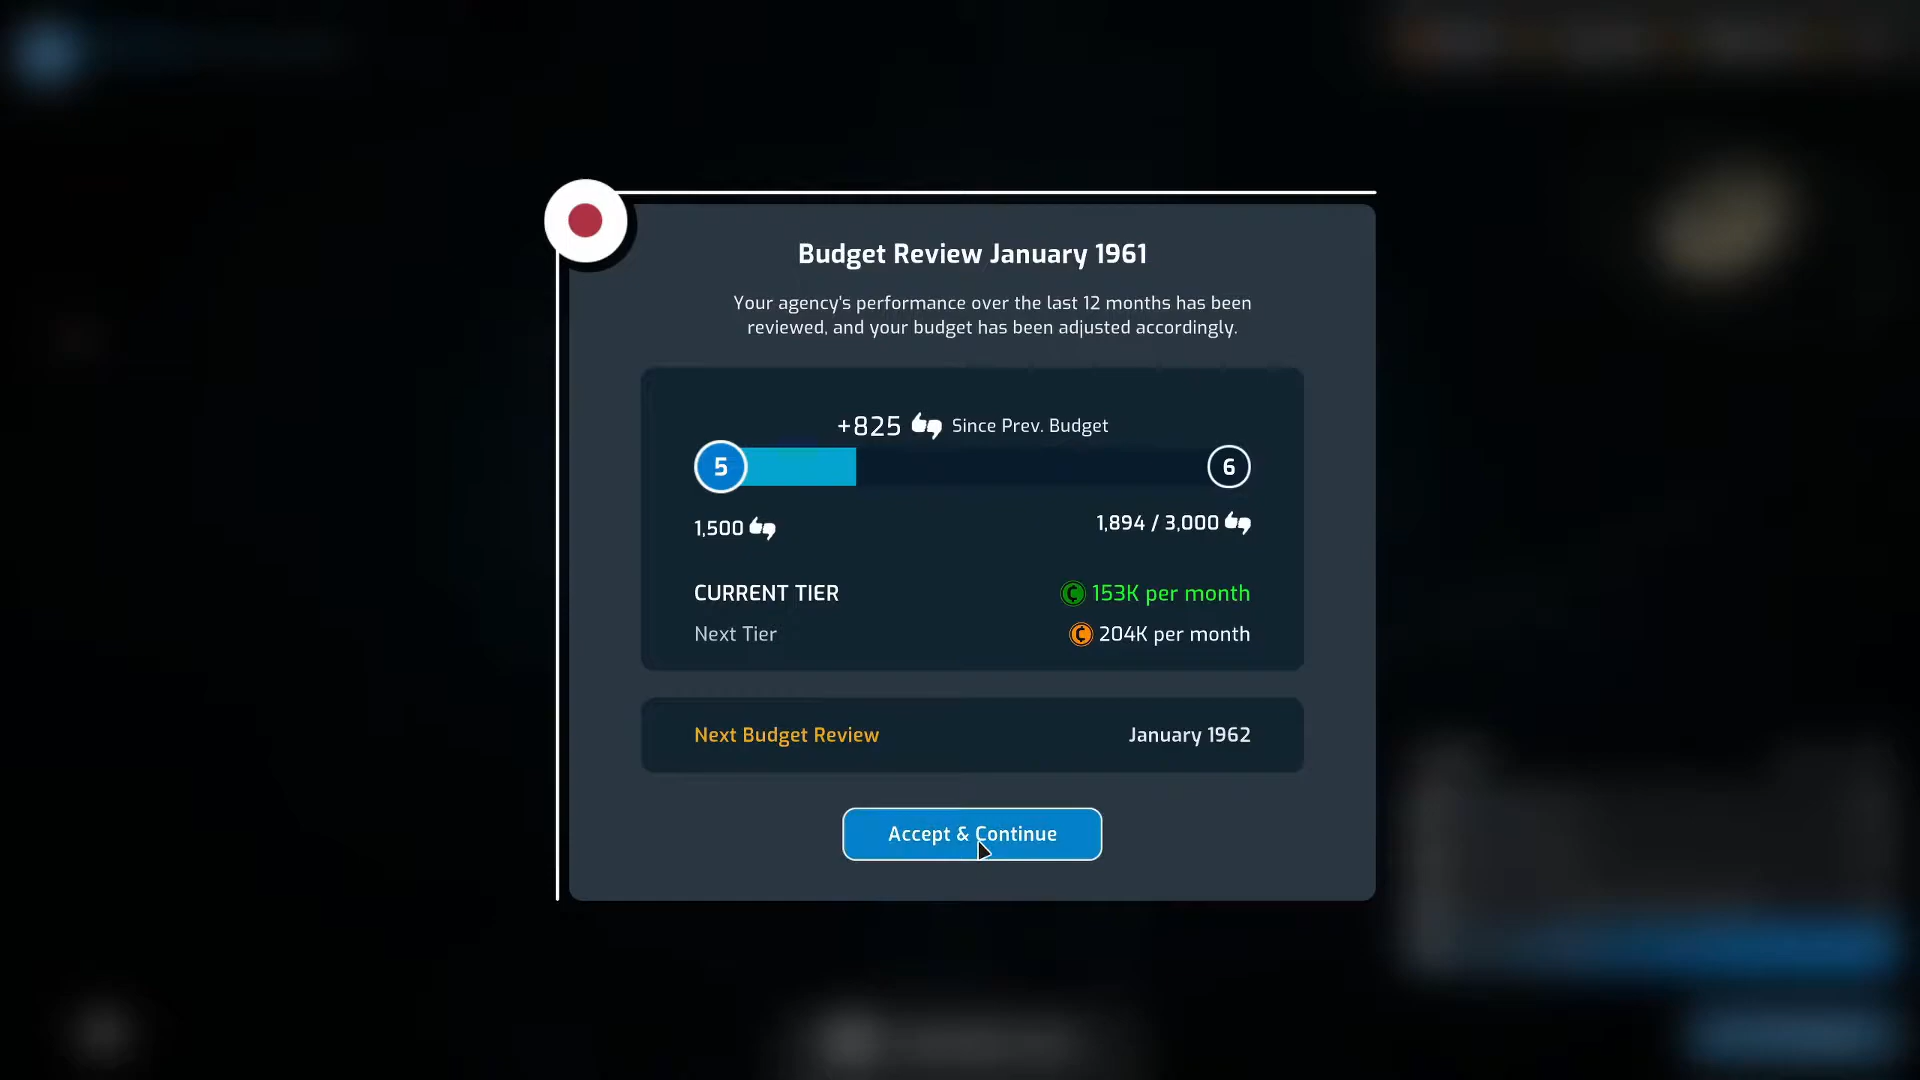 Budget Review January 1961
Your agency's performance over the last 12 months has been
reviewed, and your budget has been adjusted accordingly.
+825 Since Prev. Budget
5
6
1,500
1,894 / 3,000
CURRENT TIER
153K per month
Next Tier
204K per month
Next Budget Review
January 1962
Accept & Continue